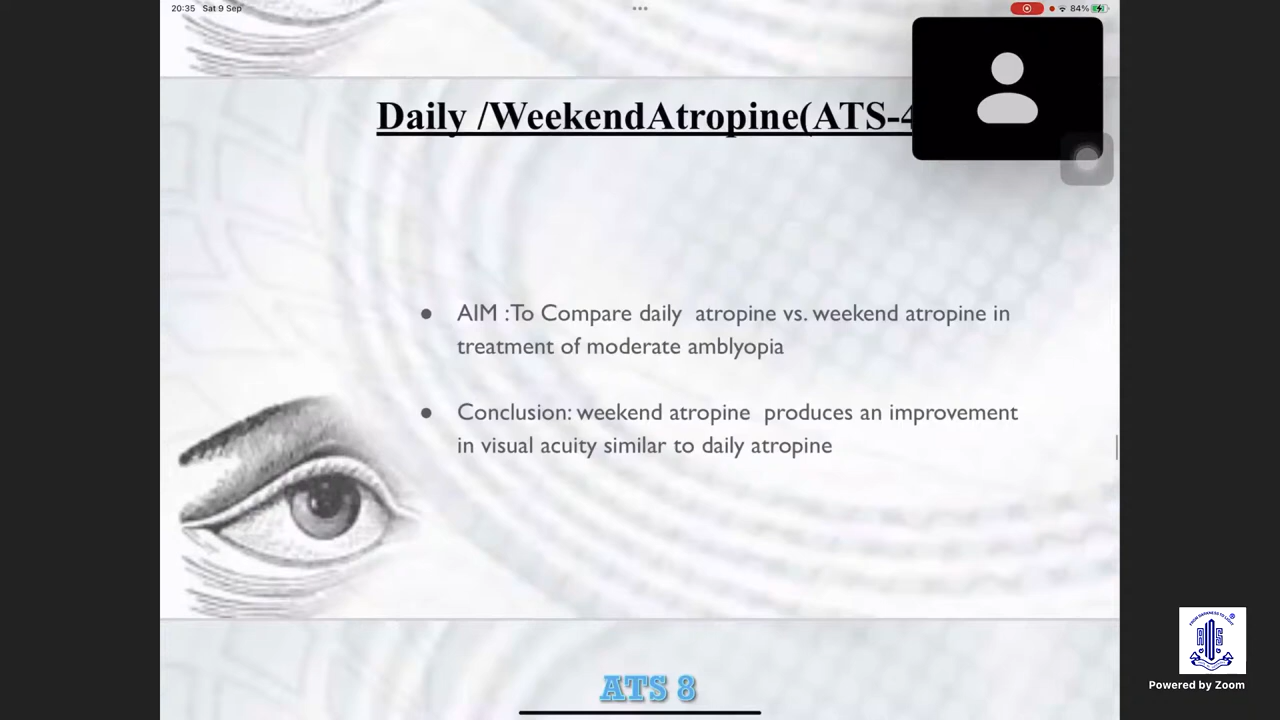 20:35 Sat 9 Sep
84%
Daily /WeekendAtropine(ATS-4
● AIM :To Compare daily atropine vs. weekend atropine in
treatment of moderate amblyopia
● Conclusion: weekend atropine produces an improvement
in visual acuity similar to daily atropine
ATS 8
Powered by Zoom